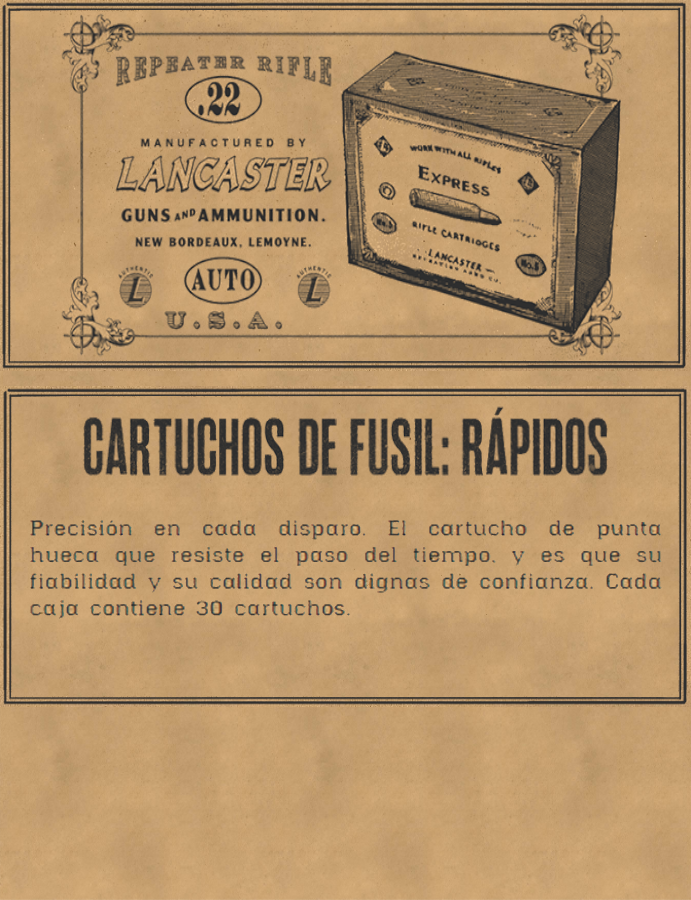 REPEATER RIFLE
.22
MANUFACTURED BY
LANCASTER
GUNS AND AMMUNITION.
NEW BORDEAUX, LEMOYNE.
AUTHENTIC
L
AUTO
AUTHENTIC
L
U.S.A.
WORK WITH ALL RIFLES
EXPRESS
RIFLE CARTRIDGES
LANCASTER
CARTUCHOS DE FUSIL: RÁPIDOS
Precisión en cada disparo. El cartucho de punta
hueca que resiste el paso del tiempo, y es que su
fiabilidad y su calidad son dignas de confianza. Cada
caja contiene 30 cartuchos.